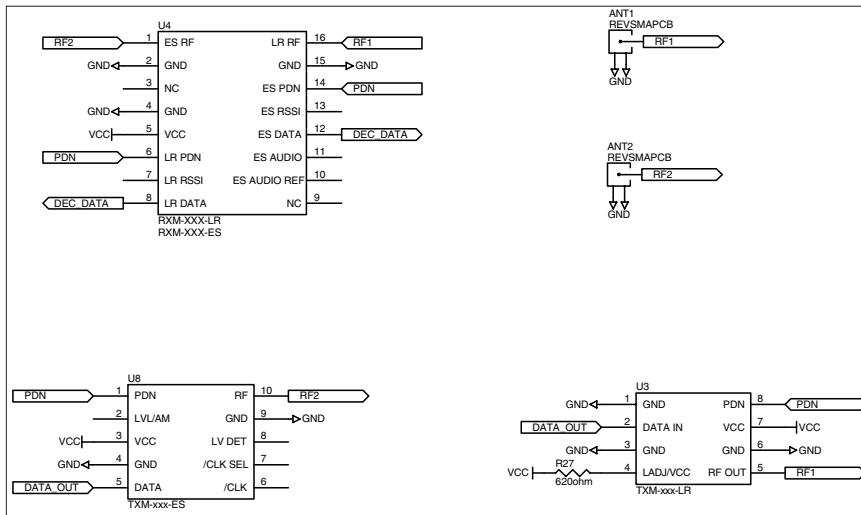 U4
RF2 1 ES RF LR RF 16 RF1
GND 2 GND GND 15 GND
3 NC ES PDN 14 PDN
GND 4 GND ES RSSI 13
VCC 5 VCC ES DATA 12 DEC_DATA
PDN 6 LR PDN ES AUDIO 11
7 LR RSSI ES AUDIO REF 10
DEC_DATA 8 LR DATA NC 9
RXM-XXX-LR
RXM-XXX-ES
ANT1
REVSMAPCB
RF1
GND
ANT2
REVSMAPCB
RF2
GND
U8
PDN 1 PDN RF 10 RF2
2 LVL/AM GND 9 GND
VCC 3 VCC LV DET 8
GND 4 GND /CLK SEL 7
DATA_OUT 5 DATA /CLK 6
TXM-xxx-ES
U3
GND 1 GND PDN 8 PDN
DATA_OUT 2 DATA IN VCC 7 VCC
GND 3 GND GND 6 GND
VCC R27 620ohm 4 LADJ/VCC RF OUT 5 RF1
TXM-xxx-LR